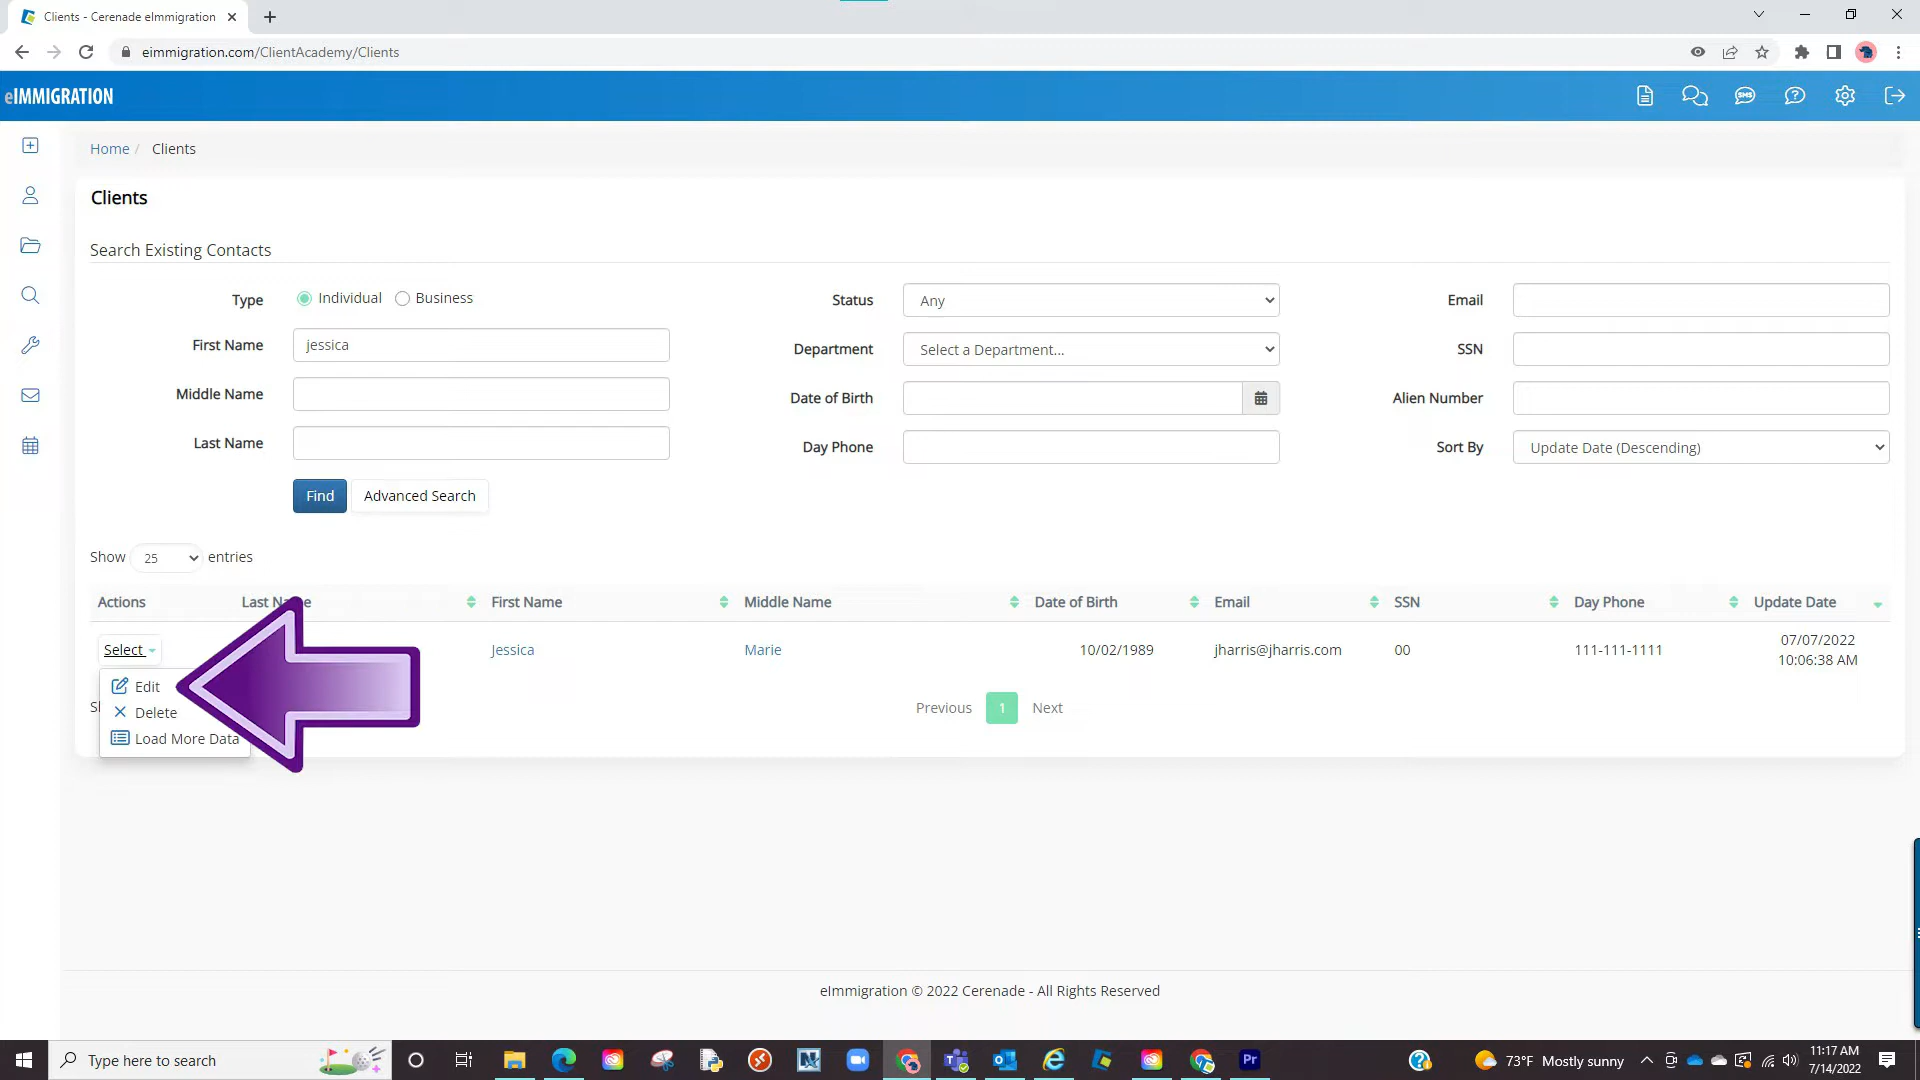 Clients - Cerenade eImmigration
eimmigration.com/ClientAcademy/Clients
eIMMIGRATION
SMS
Home / Clients
Clients
Search Existing Contacts
Type Individual Business Status Any Email
First Name jessica Department Select a Department... SSN
Middle Name Date of Birth Alien Number
Last Name Day Phone Sort By Update Date (Descending)
Find Advanced Search
Show 25 entries
Actions Last Name First Name Middle Name Date of Birth Email SSN Day Phone Update Date
Select Jessica Marie 10/02/1989 jharris@jharris.com 00 111-111-1111 07/07/2022
10:06:38 AM
Edit
Delete
Load More Data
Previous 1 Next
eImmigration © 2022 Cerenade - All Rights Reserved
Type here to search
Pr
73°F Mostly sunny
11:17 AM
7/14/2022